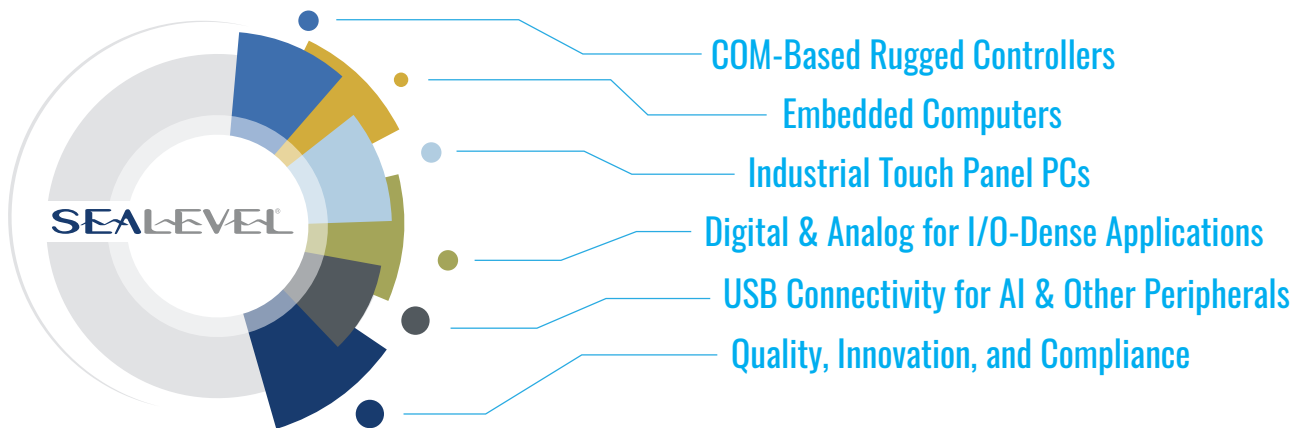 COM-Based Rugged Controllers
Embedded Computers
Industrial Touch Panel PCs
SEALEVEL®
Digital & Analog for I/O-Dense Applications
USB Connectivity for AI & Other Peripherals
Quality, Innovation, and Compliance